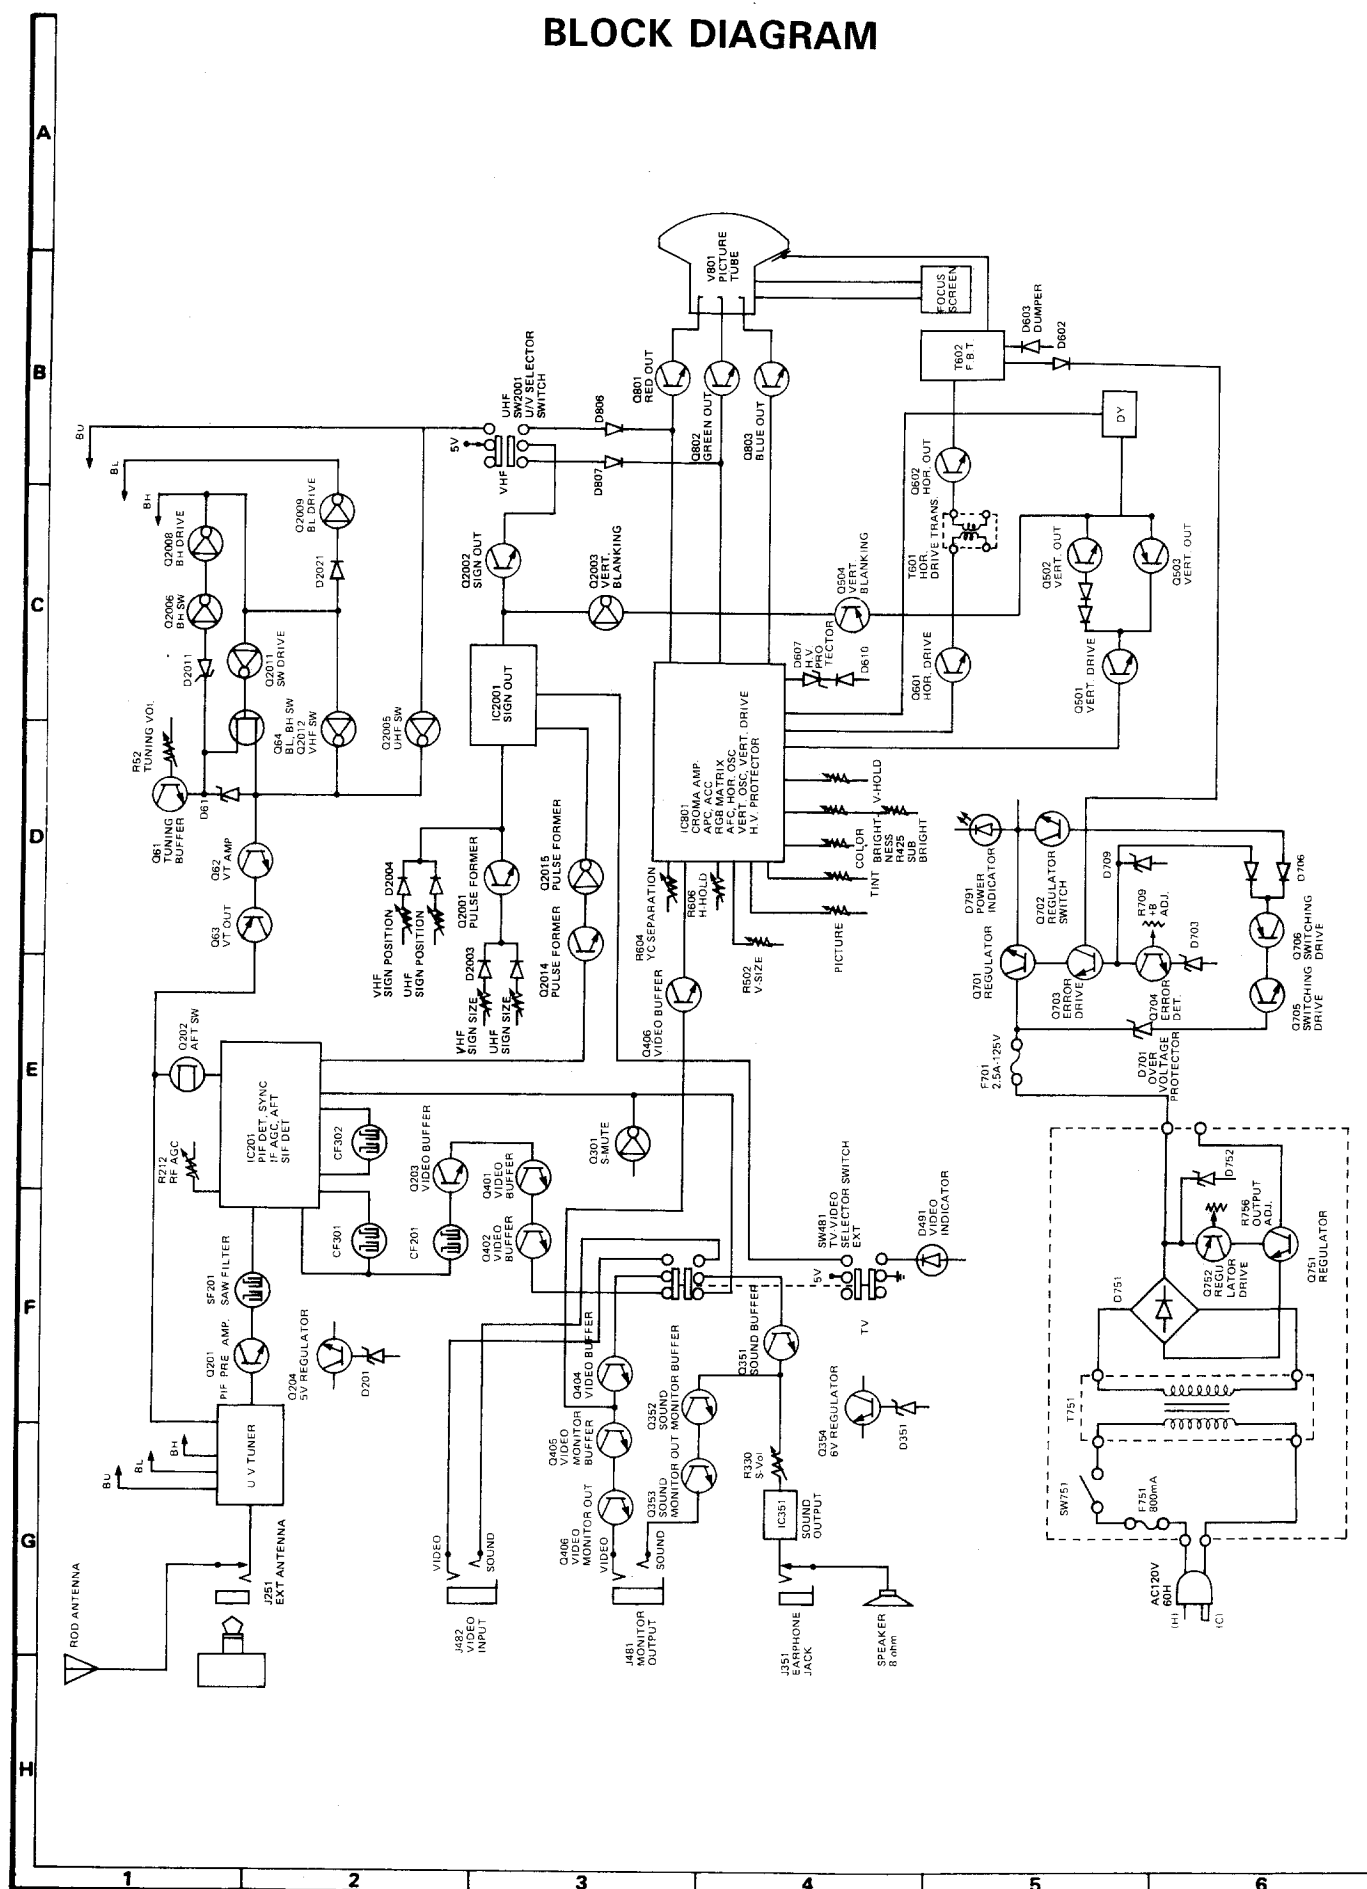 BLOCK DIAGRAM
A
B
C
D
E
F
G
H
1
2
3
4
5
6
BU
BL
BH
Q2008
BH DRIVE
Q2006
BH SW
D2011
Q2009
BL DRIVE
D2021
Q2011
SW DRIVE
R52
TUNING VOL.
Q64
BL, BH SW
Q2012
VHF SW
Q2005
UHF SW
D61
Q61
TUNING
BUFFER
Q62
VT AMP
Q63
VT OUT
5V
VHF
UHF
SW2001
U/V SELECTOR
SWITCH
D806
D807
Q2002
SIGN OUT
Q2003
VERT.
BLANKING
IC2001
SIGN OUT
Q801
RED OUT
Q802
GREEN OUT
Q803
BLUE OUT
V801
PICTURE
TUBE
FOCUS
SCREEN
T602
F.B.T.
D603
DUMPER
D602
DY
Q602
HOR. OUT
T601
HOR.
DRIVE TRANS.
Q601
HOR. DRIVE
Q504
VERT.
BLANKING
Q502
VERT. OUT
Q503
VERT. OUT
Q501
VERT. DRIVE
D607
H.V.
PRO
TECTOR
D610
IC801
CROMA AMP.
APC, ACC
RGB MATRIX
AFC, HOR. OSC
VERT. OSC, VERT. DRIVE
H.V. PROTECTOR
V-HOLD
BRIGHT-
NESS
R425
SUB
BRIGHT
COLOR
TINT
PICTURE
R502
V-SIZE
R606
H-HOLD
R604
YC SEPARATION
Q406
VIDEO BUFFER
VHF
SIGN POSITION
UHF
SIGN POSITION
D2004
Q2001
PULSE FORMER
VHF
SIGN SIZE
UHF
SIGN SIZE
D2003
Q2015
PULSE FORMER
Q2014
PULSE FORMER
Q202
AFT SW
R212
RF AGC
IC201
PIF DET, SYNC
IF AGC, AFT
SIF DET
CF302
CF301
CF201
Q203
VIDEO BUFFER
Q401
VIDEO
BUFFER
Q402
VIDEO
BUFFER
Q301
S-MUTE
SF201
SAW FILTER
Q201
PIF PRE AMP.
Q204
5V REGULATOR
D201
U V TUNER
BU
BL
BH
ROD ANTENNA
J251
EXT ANTENNA
J482
VIDEO
INPUT
VIDEO
SOUND
Q404
VIDEO BUFFER
Q405
VIDEO
MONITOR
BUFFER
Q406
VIDEO
MONITOR OUT
VIDEO
SOUND
J481
MONITOR
OUTPUT
Q352
SOUND
MONITOR BUFFER
Q353
SOUND
MONITOR OUT
Q351
SOUND BUFFER
R330
S-Vol
IC351
SOUND
OUTPUT
J351
EARPHONE
JACK
SPEAKER
8 ohm
SW481
TV-VIDEO
SELECTOR SWITCH
EXT
5V
TV
D491
VIDEO
INDICATOR
Q354
6V REGULATOR
D351
D791
POWER
INDICATOR
Q702
REGULATOR
SWITCH
Q701
REGULATOR
D709
R709
+B
ADJ.
D703
D706
Q703
ERROR
DRIVE
Q704
ERROR
DET.
Q706
SWITCHING
DRIVE
Q705
SWITCHING
DRIVE
F701
2.5A-125V
D701
OVER
VOLTAGE
PROTECTOR
D752
R756
OUTPUT
ADJ.
D751
Q752
REGU
LATOR
DRIVE
Q751
REGULATOR
T751
SW751
F751
800mA
AC120V
60H
(H)
(C)